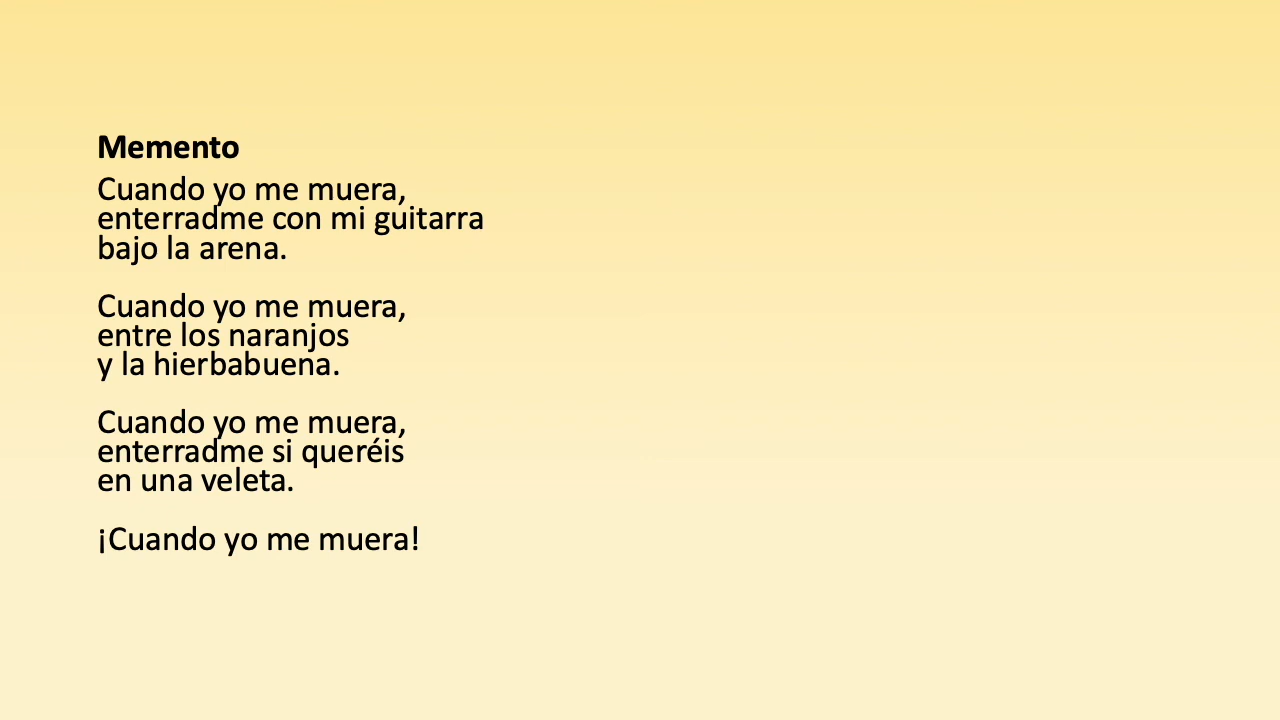 Memento
Cuando yo me muera,
enterradme con mi guitarra
bajo la arena.
Cuando yo me muera,
entre los naranjos
y la hierbabuena.
Cuando yo me muera,
enterradme si queréis
en una veleta.
¡Cuando yo me muera!